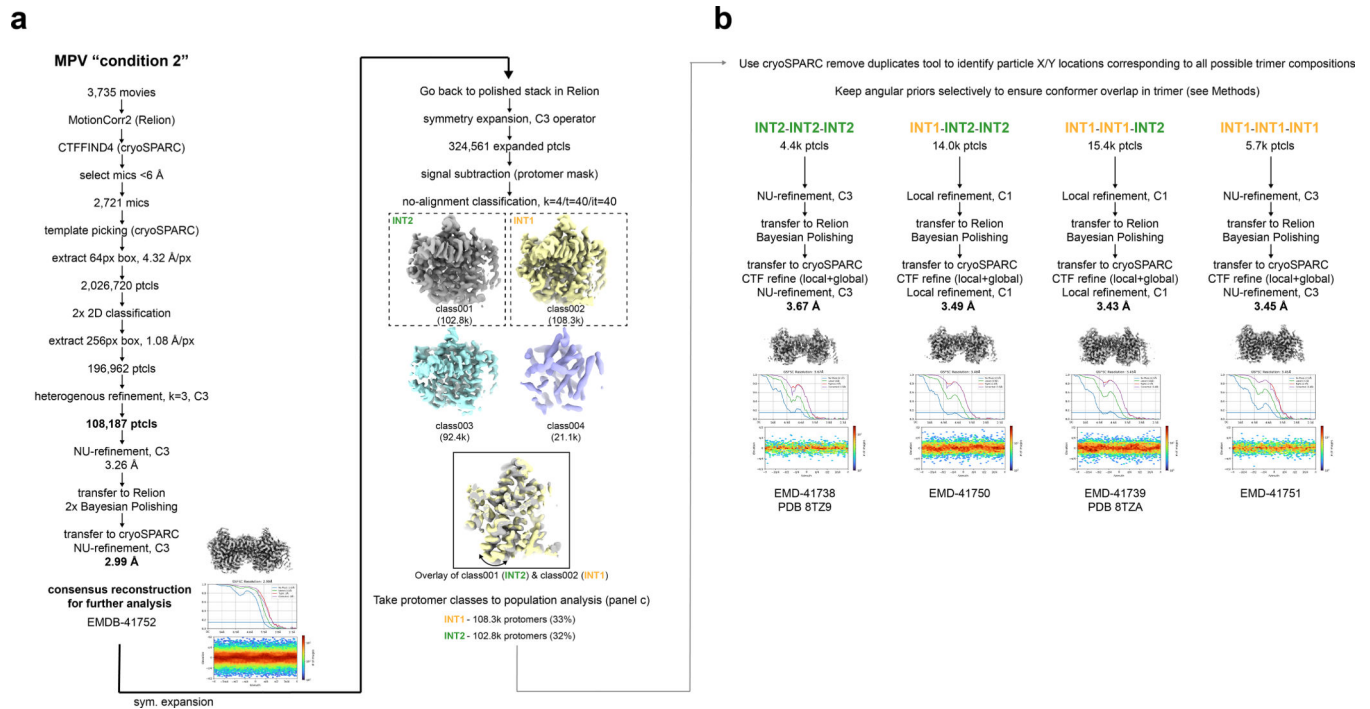 a
MPV “condition 2”
3,735 movies
MotionCorr2 (Relion)
CTFFIND4 (cryoSPARC)
select mics <6 Å
2,721 mics
template picking (cryoSPARC)
extract 64px box, 4.32 Å/px
2,026,720 ptcls
2x 2D classification
extract 256px box, 1.08 Å/px
196,962 ptcls
heterogenous refinement, k=3, C3
108,187 ptcls
NU-refinement, C3
3.26 Å
transfer to Relion
2x Bayesian Polishing
transfer to cryoSPARC
NU-refinement, C3
2.99 Å
consensus reconstruction
for further analysis
EMDB-41752
sym. expansion
Go back to polished stack in Relion
symmetry expansion, C3 operator
324,561 expanded ptcls
signal subtraction (protomer mask)
no-alignment classification, k=4/t=40/it=40
INT2
INT1
class001
(102.8k)
class002
(108.3k)
class003
(92.4k)
class004
(21.1k)
Overlay of class001 (INT2) & class002 (INT1)
Take protomer classes to population analysis (panel c)
INT1 - 108.3k protomers (33%)
INT2 - 102.8k protomers (32%)
b
Use cryoSPARC remove duplicates tool to identify particle X/Y locations corresponding to all possible trimer compositions
Keep angular priors selectively to ensure conformer overlap in trimer (see Methods)
INT2-INT2-INT2
4.4k ptcls
NU-refinement, C3
transfer to Relion
Bayesian Polishing
transfer to cryoSPARC
CTF refine (local+global)
NU-refinement, C3
3.67 Å
EMD-41738
PDB 8TZ9
INT1-INT2-INT2
14.0k ptcls
Local refinement, C1
transfer to Relion
Bayesian Polishing
transfer to cryoSPARC
CTF refine (local+global)
Local refinement, C1
3.49 Å
EMD-41750
INT1-INT1-INT2
15.4k ptcls
Local refinement, C1
transfer to Relion
Bayesian Polishing
transfer to cryoSPARC
CTF refine (local+global)
Local refinement, C1
3.43 Å
EMD-41739
PDB 8TZA
INT1-INT1-INT1
5.7k ptcls
NU-refinement, C3
transfer to Relion
Bayesian Polishing
transfer to cryoSPARC
CTF refine (local+global)
NU-refinement, C3
3.45 Å
EMD-41751